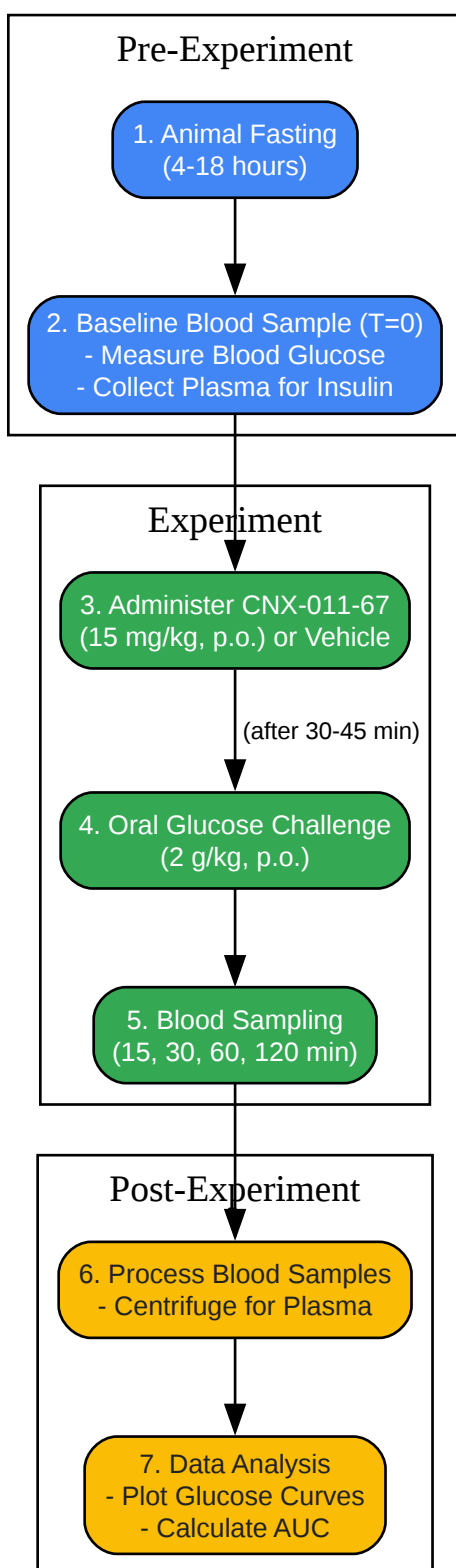 Pre-Experiment
1. Animal Fasting
(4-18 hours)
2. Baseline Blood Sample (T=0)
- Measure Blood Glucose
- Collect Plasma for Insulin
Experiment
3. Administer CNX-011-67
(15 mg/kg, p.o.) or Vehicle
(after 30-45 min)
4. Oral Glucose Challenge
(2 g/kg, p.o.)
5. Blood Sampling
(15, 30, 60, 120 min)
Post-Experiment
6. Process Blood Samples
- Centrifuge for Plasma
7. Data Analysis
- Plot Glucose Curves
- Calculate AUC